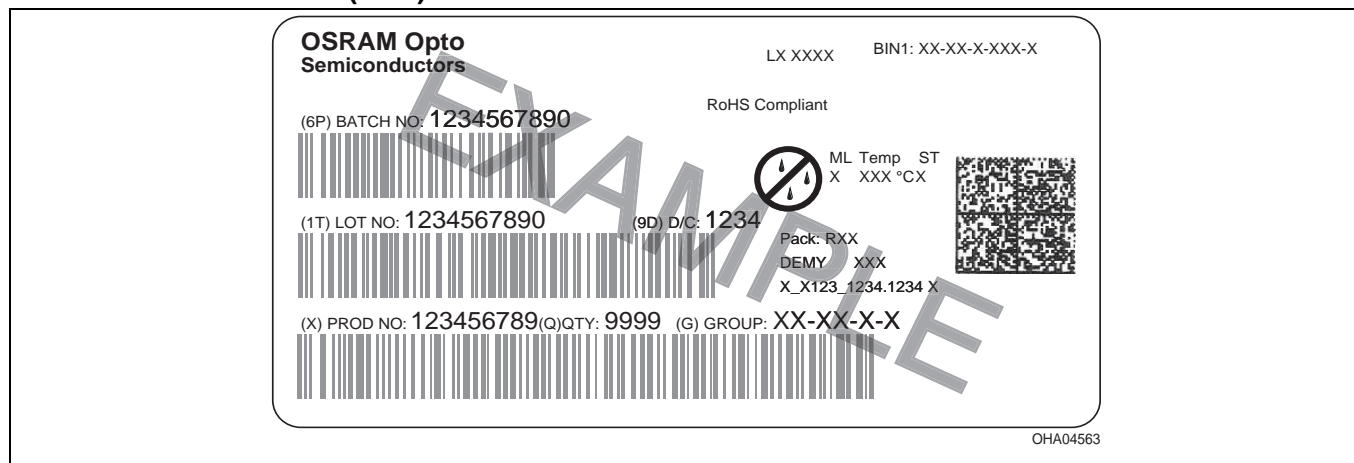 OSRAM Opto
Semiconductors
LX XXXX
BIN1: XX-XX-X-XXX-X
RoHS Compliant
(6P) BATCH NO: 1234567890
ML Temp ST
X XXX °C X
(1T) LOT NO: 1234567890 (9D) D/C: 1234
Pack: RXX
DEMY XXX
X_X123_1234.1234 X
(X) PROD NO: 123456789(Q)QTY: 9999 (G) GROUP: XX-XX-X-X
EXAMPLE
OHA04563